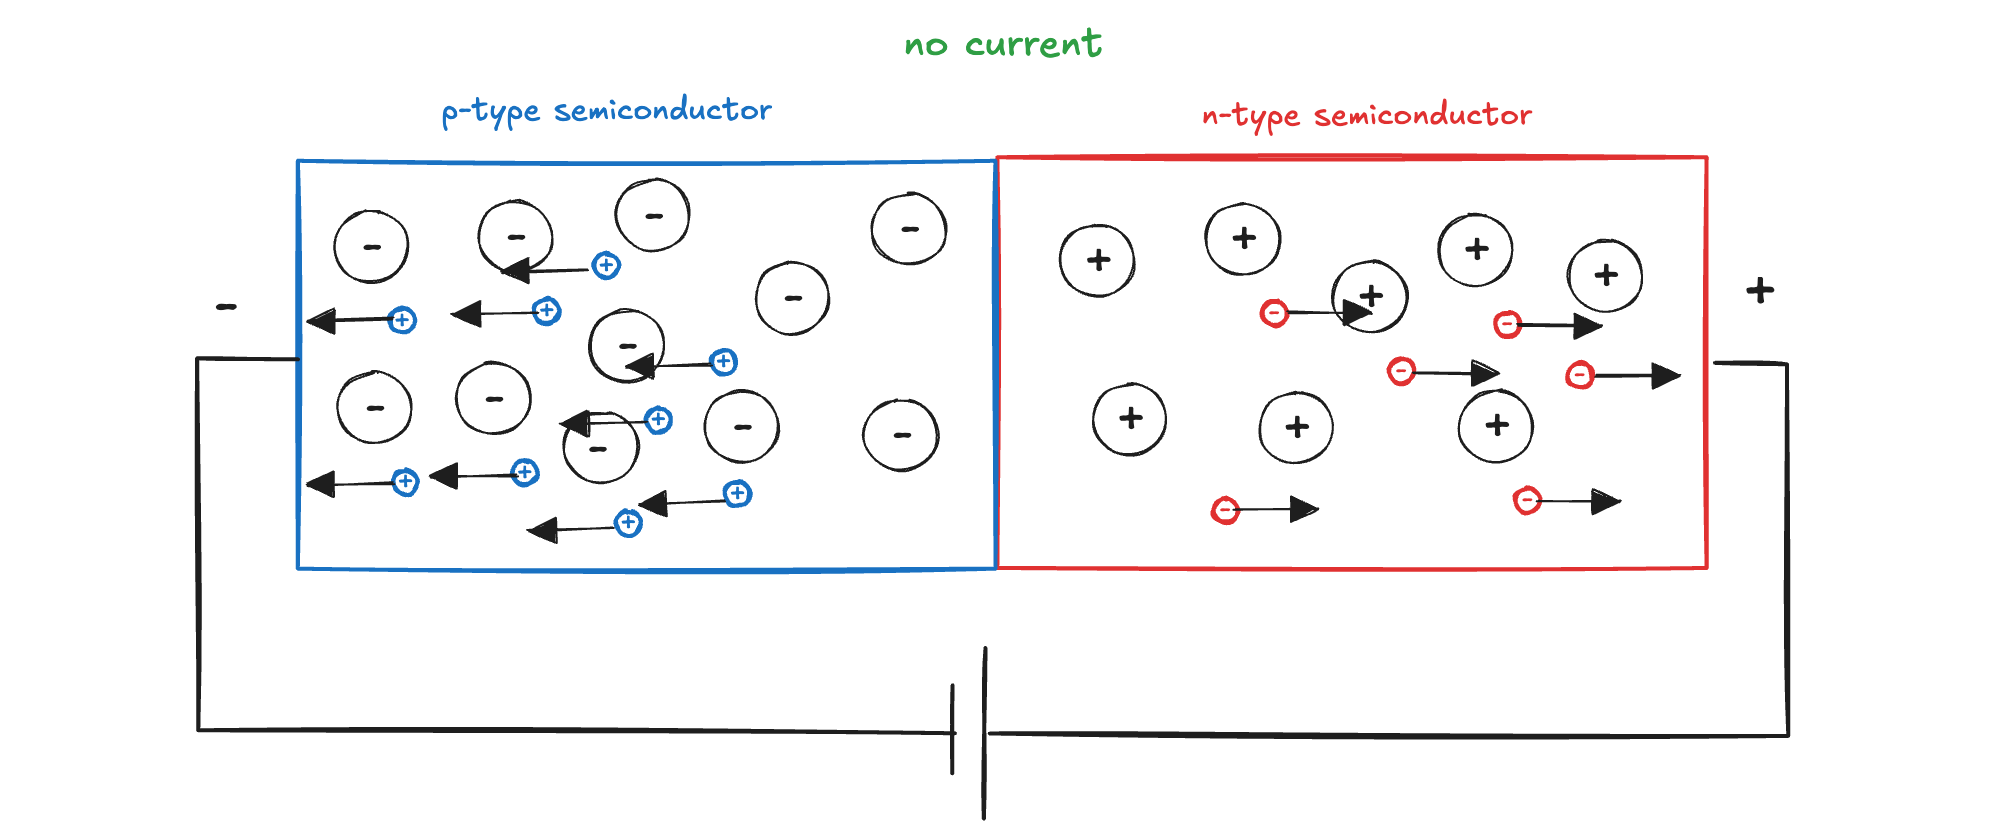 no current
p-type semiconductor
n-type semiconductor
- - - - - + + + + +
+ + + - - + - + - -
- - - + - + + - - +
- - + + + + - -
+ +